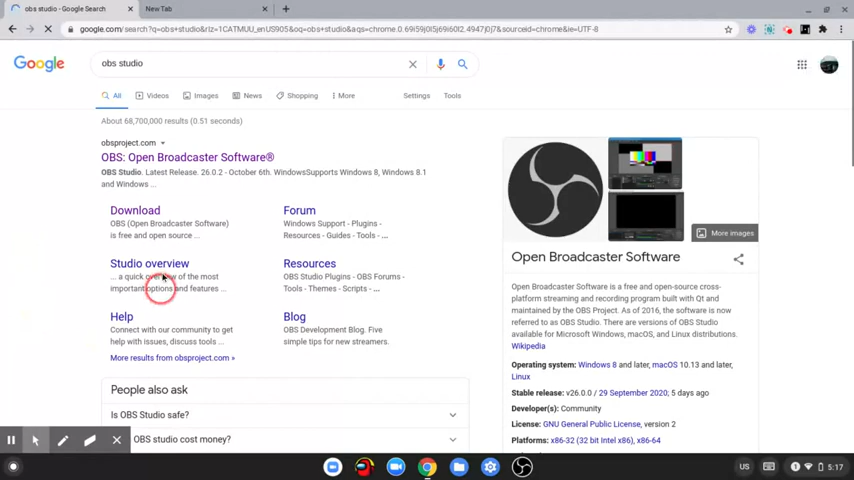 obs studio - Google Search
New Tab
google.com/search?q=obs+studio&rlz=1CATMUU_enUS905&oq=obs+studio&aqs=chrome.0.69i59j0i5j69i60l2.4947j0j7&sourceid=chrome&ie=UTF-8
Google
obs studio
All
Videos
Images
News
Shopping
More
Settings
Tools
About 68,700,000 results (0.51 seconds)
obsproject.com
OBS: Open Broadcaster Software®
OBS Studio. Latest Release. 26.0.2 - October 6th. WindowsSupports Windows 8, Windows 8.1
and Windows ...
Download
OBS (Open Broadcaster Software)
is free and open source ...
Forum
Windows Support - Plugins -
Resources - Guides - Tools - ...
Studio overview
... a quick overview of the most
important options and features ...
Resources
OBS Studio Plugins - OBS Forums -
Tools - Themes - Scripts - ...
Help
Connect with our community to get
help with issues, discuss tools ...
Blog
OBS Development Blog. Five
simple tips for new streamers.
More results from obsproject.com »
People also ask
Is OBS Studio safe?
OBS studio cost money?
More images
Open Broadcaster Software
Open Broadcaster Software is a free and open-source cross-
platform streaming and recording program built with Qt and
maintained by the OBS Project. As of 2016, the software is now
referred to as OBS Studio. There are versions of OBS Studio
available for Microsoft Windows, macOS, and Linux distributions.
Wikipedia
Operating system: Windows 8 and later, macOS 10.13 and later,
Linux
Stable release: v26.0.0 / 29 September 2020; 5 days ago
Developer(s): Community
License: GNU General Public License, version 2
Platforms: x86-32 (32 bit Intel x86), x86-64
US
5:17